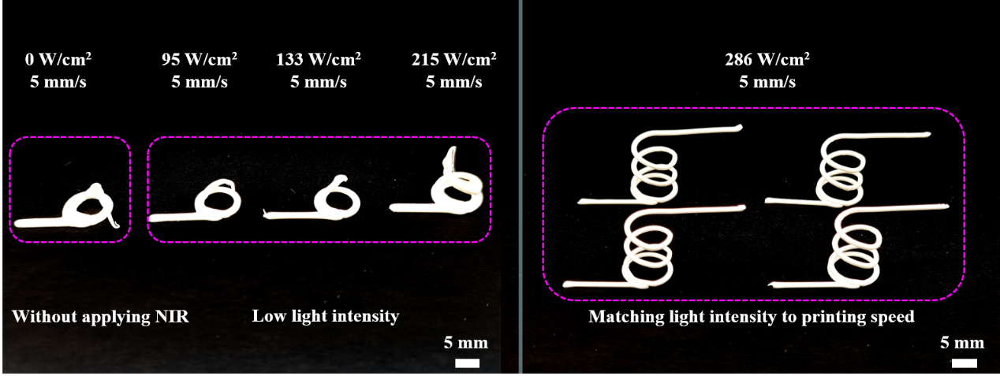 0 W/cm²
5 mm/s
95 W/cm²
5 mm/s
133 W/cm²
5 mm/s
215 W/cm²
5 mm/s
Without applying NIR
Low light intensity
5 mm
286 W/cm²
5 mm/s
Matching light intensity to printing speed
5 mm